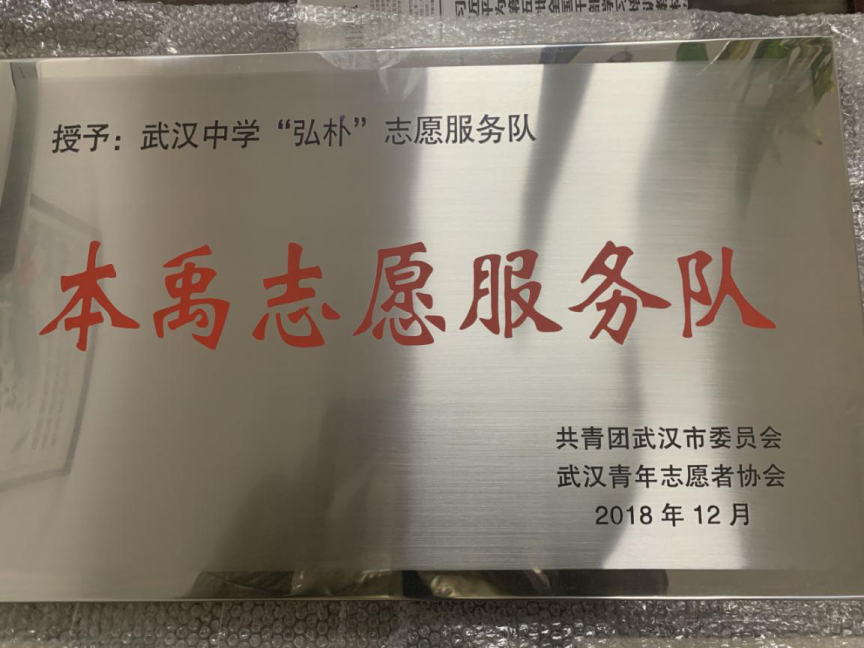 授予：武汉中学“弘朴”志愿服务队
本禹志愿服务队
共青团武汉市委员会
武汉青年志愿者协会
2018年12月